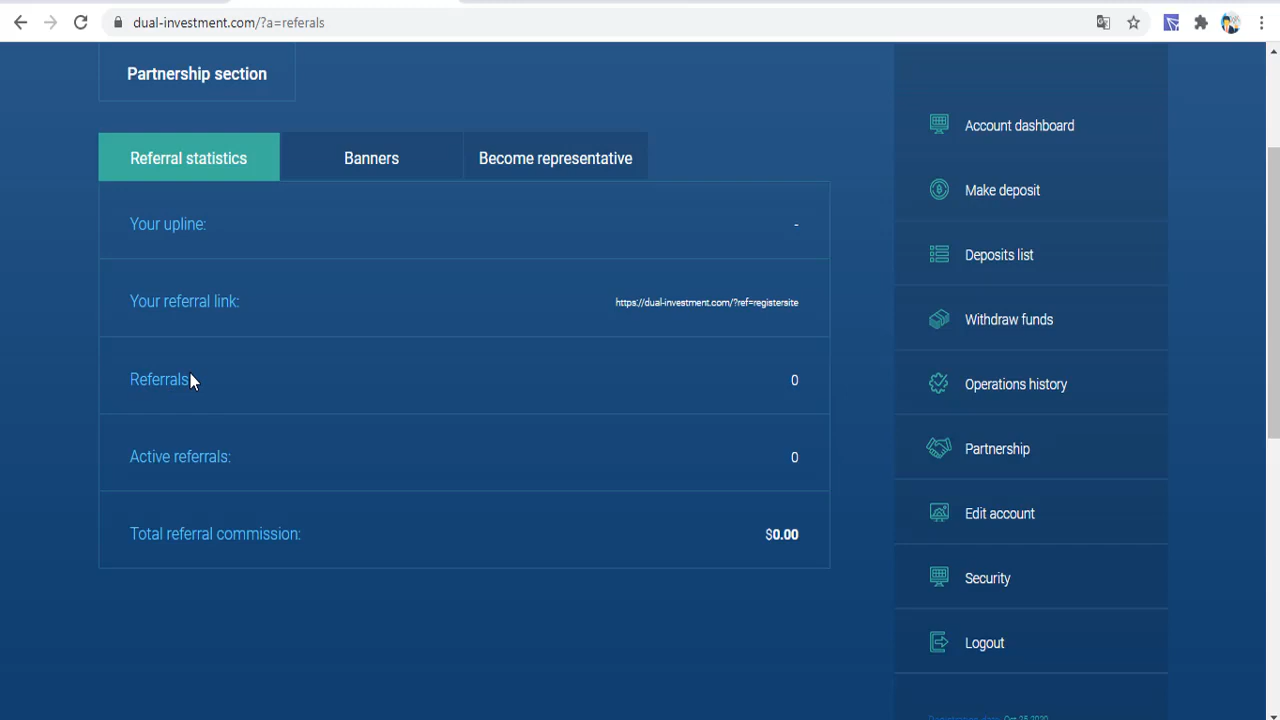 dual-investment.com/?a=referrals
Partnership section
Referral statistics
Banners
Become representative
Your upline:
-
Your referral link:
https://dual-investment.com/?ref=registersite
Referrals
0
Active referrals:
0
Total referral commission:
$0.00
Account dashboard
Make deposit
Deposits list
Withdraw funds
Operations history
Partnership
Edit account
Security
Logout